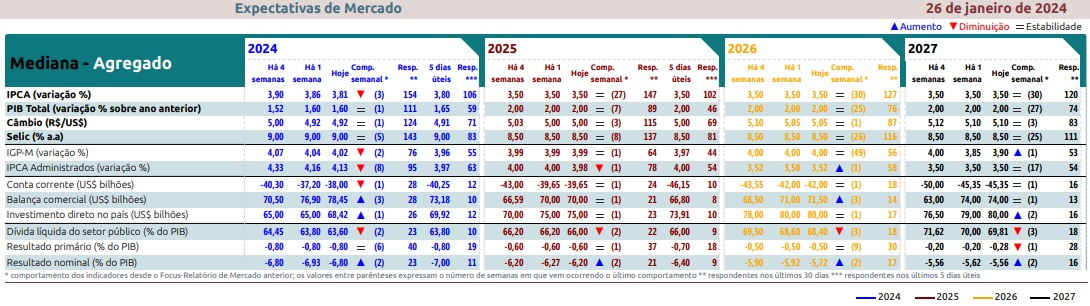 Expectativas de Mercado 26 de janeiro de 2024
▲ Aumento ▼ Diminuição = Estabilidade
Mediana - Agregado
2024 2025 2026 2027
Há 4 semanas Há 1 semana Hoje Comp. semanal * Resp. ** 5 dias úteis Resp. *** Há 4 semanas Há 1 semana Hoje Comp. semanal * Resp. ** 5 dias úteis Resp. *** Há 4 semanas Há 1 semana Hoje Comp. semanal * Resp. ** Há 4 semanas Há 1 semana Hoje Comp. semanal * Resp. **
IPCA (variação %) 3,90 3,86 3,81 ▼ (3) 154 3,80 106 3,50 3,50 3,50 = (27) 147 3,50 102 3,50 3,50 3,50 = (30) 127 3,50 3,50 3,50 = (30) 120
PIB Total (variação % sobre ano anterior) 1,52 1,60 1,60 = (1) 111 1,65 59 2,00 2,00 2,00 = (7) 89 2,00 46 2,00 2,00 2,00 = (25) 76 2,00 2,00 2,00 = (27) 74
Câmbio (R$/US$) 5,00 4,92 4,92 = (1) 124 4,91 71 5,03 5,00 5,00 = (3) 115 5,00 69 5,10 5,05 5,05 = (1) 87 5,12 5,10 5,10 = (3) 83
Selic (% a.a) 9,00 9,00 9,00 = (5) 143 9,00 83 8,50 8,50 8,50 = (8) 137 8,50 81 8,50 8,50 8,50 = (26) 116 8,50 8,50 8,50 = (25) 111
IGP-M (variação %) 4,07 4,04 4,02 ▼ (2) 76 3,96 55 3,99 3,99 3,99 = (1) 64 3,97 44 4,00 4,00 4,00 = (49) 56 4,00 3,85 3,90 ▲ (1) 53
IPCA Administrados (variação %) 4,33 4,16 4,13 ▼ (8) 95 3,97 63 4,00 4,00 3,98 ▼ (1) 78 4,00 54 3,52 3,50 3,52 ▲ (1) 58 3,50 3,50 3,50 = (17) 54
Conta corrente (US$ bilhões) -40,30 -37,20 -38,00 ▼ (1) 28 -40,25 12 -43,00 -39,65 -39,65 = (1) 24 -46,15 10 -43,55 -42,00 -42,00 = (1) 18 -50,00 -45,35 -45,35 = (1) 16
Balança comercial (US$ bilhões) 70,50 76,90 78,42 ▲ (3) 28 73,18 10 66,59 70,00 70,00 = (1) 21 66,80 8 68,50 71,00 71,50 ▲ (3) 14 63,00 74,00 74,00 = (1) 13
Investimento direto no país (US$ bilhões) 65,00 65,00 68,45 ▲ (1) 26 69,92 12 70,00 75,00 75,00 = (1) 23 73,91 10 78,00 80,00 80,00 = (1) 17 76,50 79,00 80,00 ▲ (2) 16
Dívida líquida do setor público (% do PIB) 64,45 63,80 63,60 ▼ (2) 23 63,80 10 66,20 66,20 66,00 ▼ (2) 22 66,00 9 69,50 68,60 68,40 ▼ (3) 18 71,62 70,00 69,81 ▼ (3) 18
Resultado primário (% do PIB) -0,80 -0,80 -0,80 = (6) 40 -0,80 19 -0,60 -0,60 -0,60 = (1) 37 -0,70 18 -0,50 -0,50 -0,50 = (9) 30 -0,20 -0,20 -0,28 ▼ (1) 28
Resultado nominal (% do PIB) -6,80 -6,93 -6,80 ▲ (2) 23 -7,00 11 -6,20 -6,27 -6,20 ▲ (2) 21 -6,40 9 -5,90 -5,92 -5,72 ▲ (2) 17 -5,56 -5,62 -5,56 ▲ (2) 16
* comportamento dos indicadores desde o Focus-Relatório de Mercado anterior; os valores entre parênteses expressam o número de semanas em que vem ocorrendo o último comportamento ** respondentes nos últimos 30 dias *** respondentes nos últimos 5 dias úteis
2024 2025 2026 2027